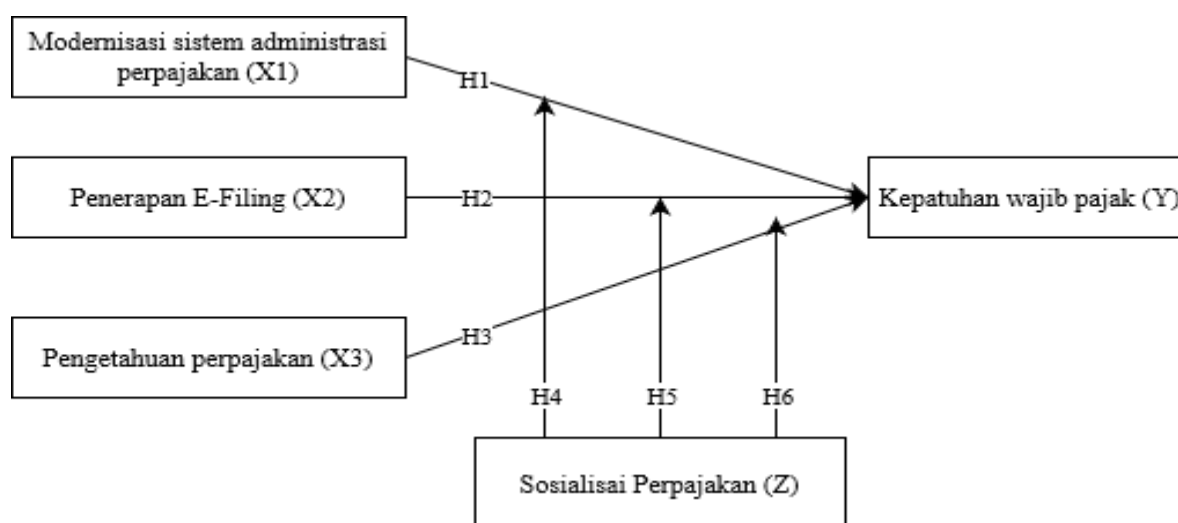 Modernisasi sistem administrasi
perpajakan (X1)
H1
Penerapan E-Filing (X2)
H2
Kepatuhan wajib pajak (Y)
Pengetahuan perpajakan (X3)
H3
H4
H5
H6
Sosialisai Perpajakan (Z)